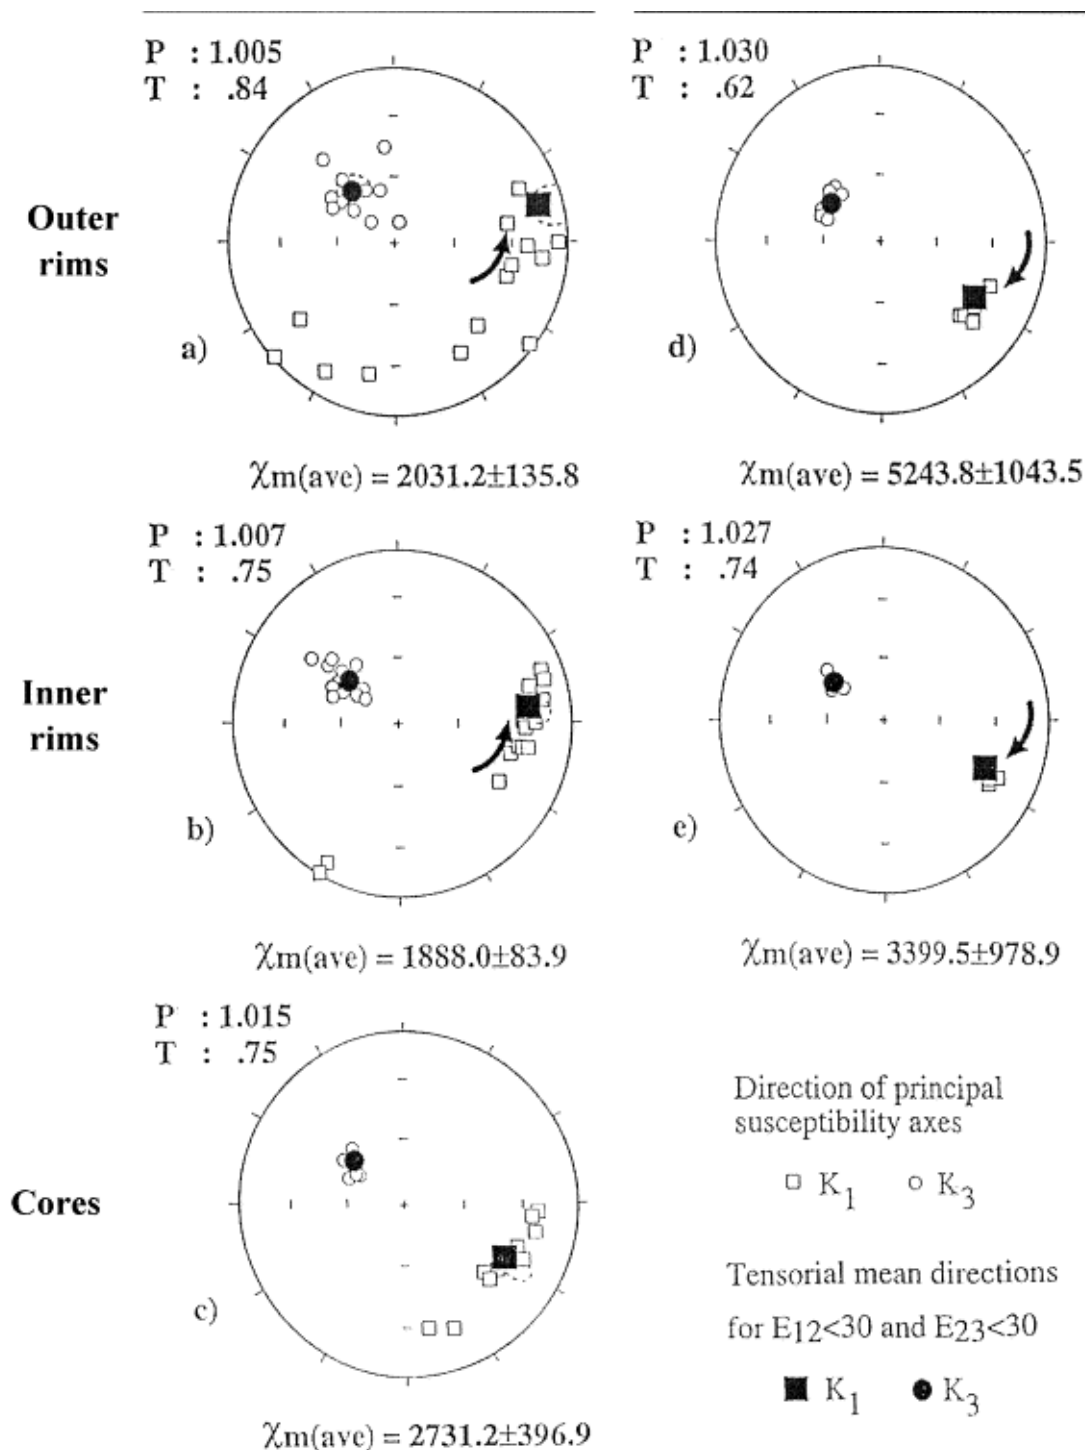 P : 1.005
T : .84
Outer
rims
a)
χm(ave) = 2031.2±135.8
P : 1.030
T : .62
d)
χm(ave) = 5243.8±1043.5
P : 1.007
T : .75
Inner
rims
b)
χm(ave) = 1888.0±83.9
P : 1.027
T : .74
e)
χm(ave) = 3399.5±978.9
P : 1.015
T : .75
Cores
c)
χm(ave) = 2731.2±396.9
Direction of principal
susceptibility axes
K1 K3
Tensorial mean directions
for E12<30 and E23<30
K1 K3